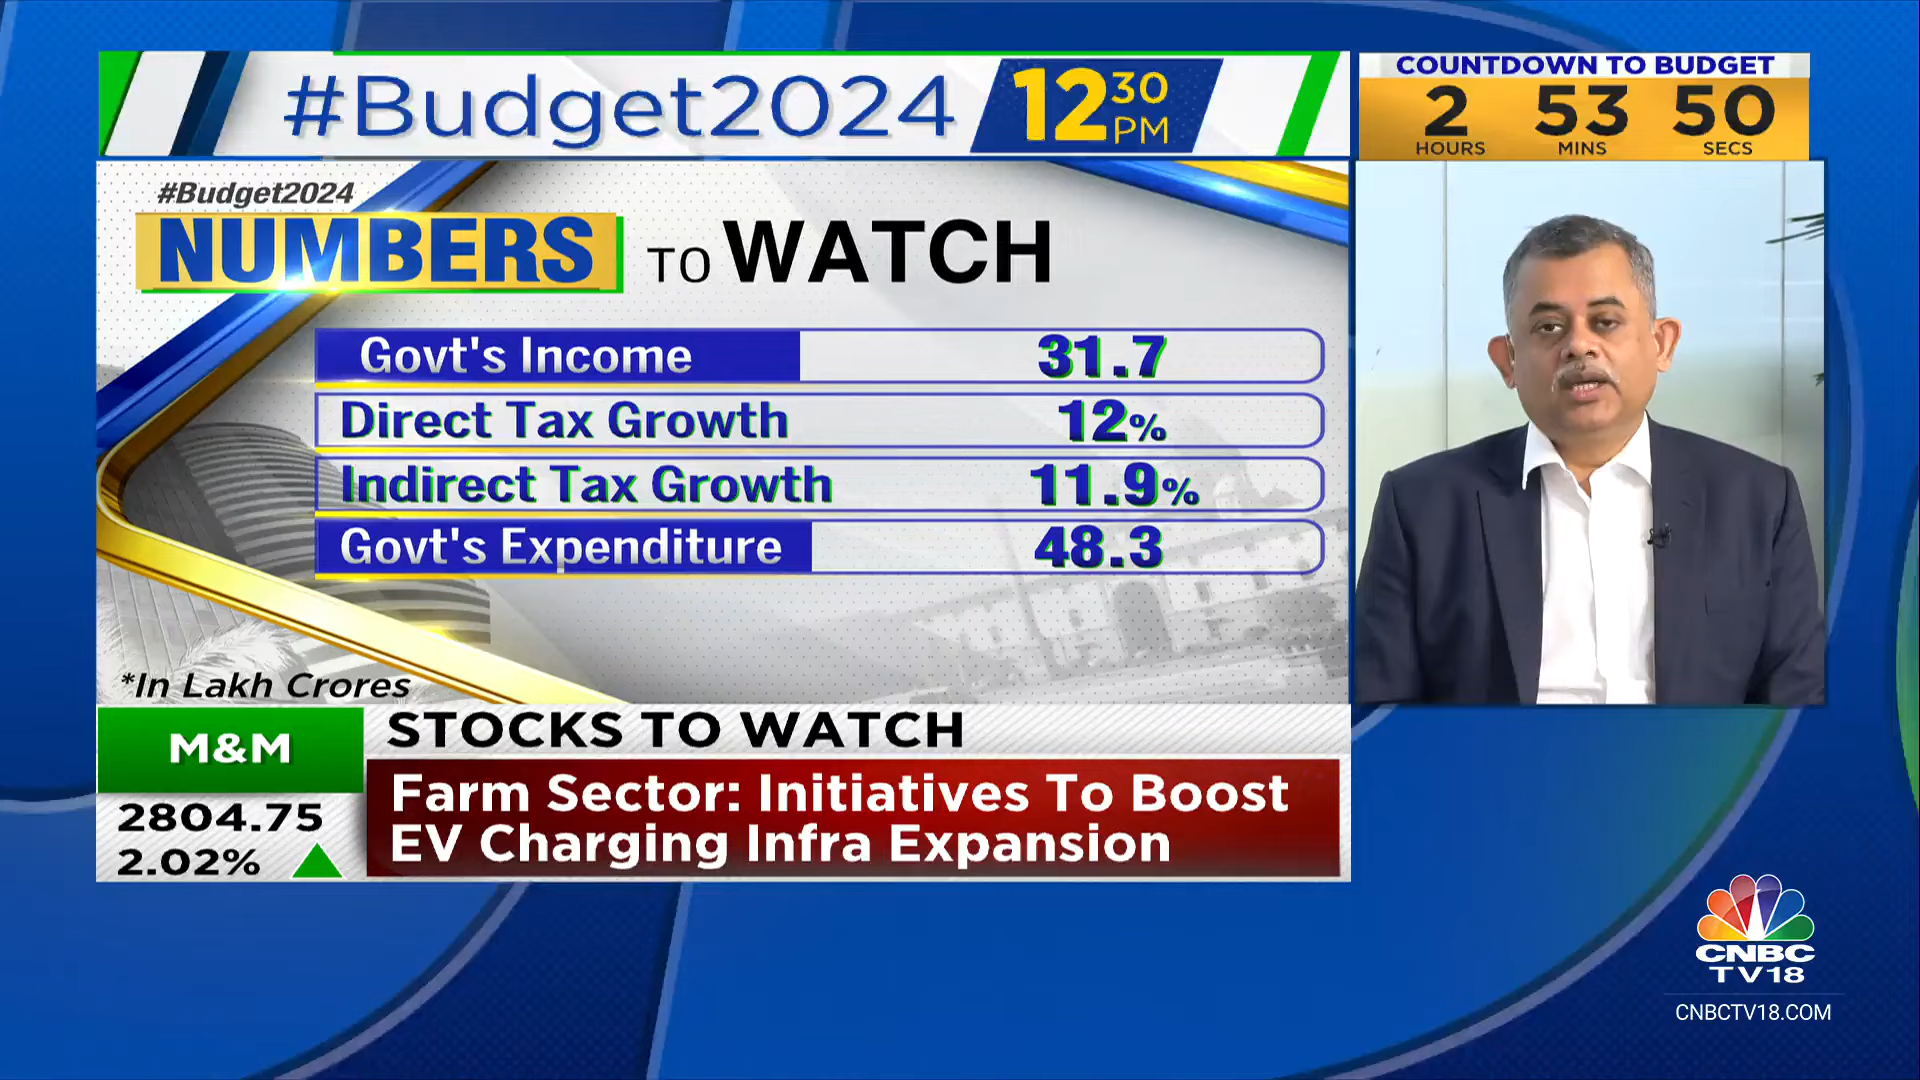 #Budget2024 12 30 PM
COUNTDOWN TO BUDGET
2 HOURS 53 MINS 50 SECS
#Budget2024
NUMBERS TO WATCH
Govt's Income 31.7
Direct Tax Growth 12%
Indirect Tax Growth 11.9%
Govt's Expenditure 48.3
*In Lakh Crores
M&M
2804.75
2.02%
STOCKS TO WATCH
Farm Sector: Initiatives To Boost
EV Charging Infra Expansion
CNBC
TV18
CNBCTV18.COM